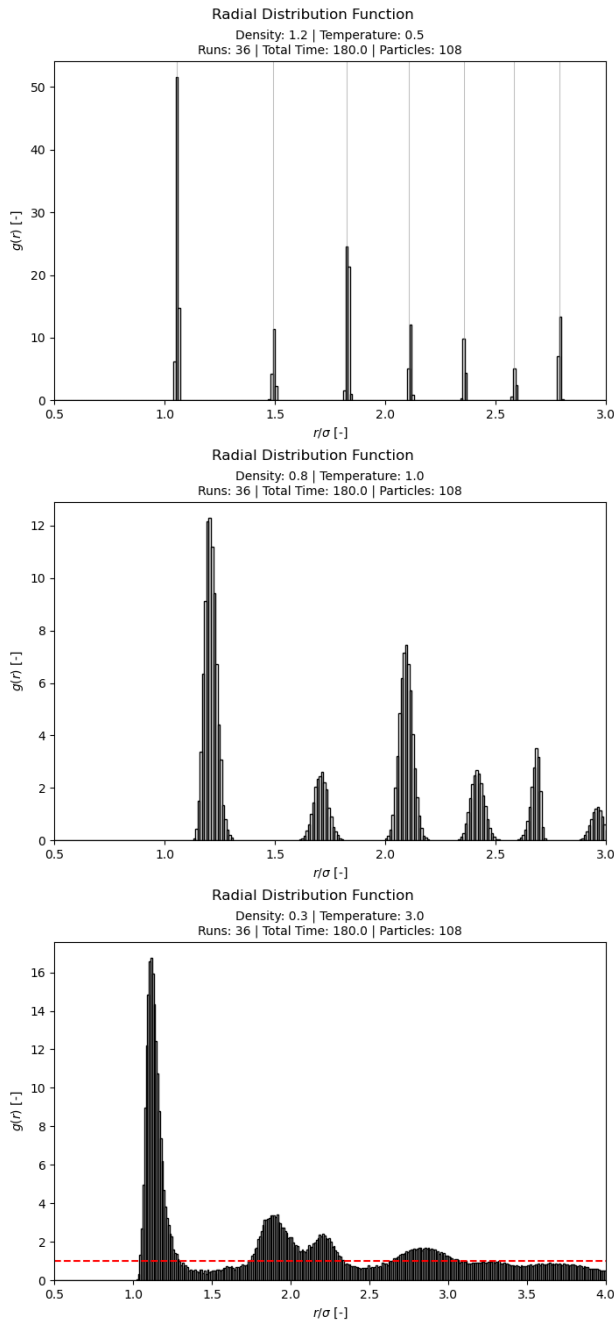 Radial Distribution Function
Density: 1.2 | Temperature: 0.5
Runs: 36 | Total Time: 180.0 | Particles: 108
50
40
30
20
10
0
g(r) [-]
0.5 1.0 1.5 2.0 2.5 3.0
r/σ [-]
Radial Distribution Function
Density: 0.8 | Temperature: 1.0
Runs: 36 | Total Time: 180.0 | Particles: 108
12
10
8
6
4
2
0
g(r) [-]
0.5 1.0 1.5 2.0 2.5 3.0
r/σ [-]
Radial Distribution Function
Density: 0.3 | Temperature: 3.0
Runs: 36 | Total Time: 180.0 | Particles: 108
16
14
12
10
8
6
4
2
0
g(r) [-]
0.5 1.0 1.5 2.0 2.5 3.0 3.5 4.0
r/σ [-]